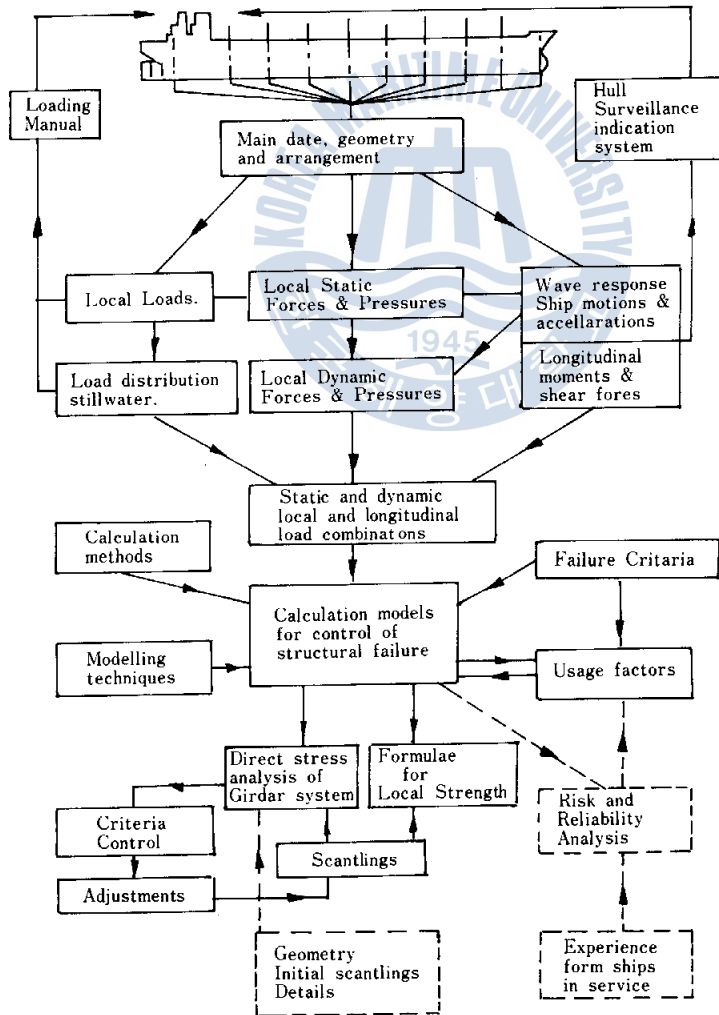 Loading
Manual
Hull
Surveillance
indication
system
Main date, geometry
and arrangement
KOREA MARITIME UNIVERSITY
1945
Local Loads.
Local Static
Forces & Pressures
Wave response
Ship motions &
accellarations
Load distribution
stillwater.
Local Dynamic
Forces & Pressures
Longitudinal
moments &
shear fores
Static and dynamic
local and longitudinal
load combinatons
Calculation
methods
Failure Critaria
Calculation models
for control of
structural failure
Modelling
techniques
Usage factors
Direct stress
analysis of
Girdar system
Formulae
for
Local Strength
Risk and
Reliability
Analysis
Criteria
Control
Scantlings
Adjustments
Geometry
Initial scantlings
Details
Experience
form ships
in service